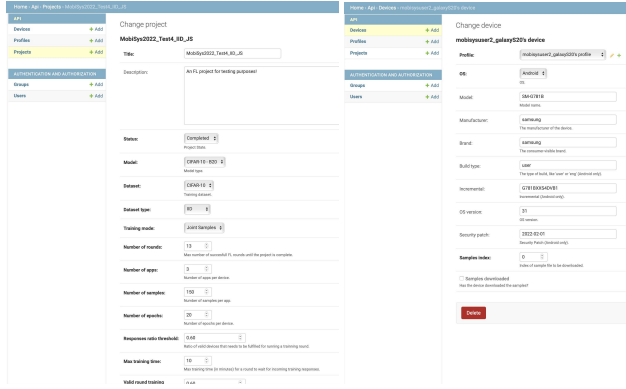 Home › Api › Projects › MobiSys2022_Test4_IID_JS
API
Devices + Add
Profiles + Add
Projects + Add
AUTHENTICATION AND AUTHORIZATION
Groups + Add
Users + Add
Change project
MobiSys2022_Test4_IID_JS
Title: MobiSys2022_Test4_IID_JS
Description: An FL project for testing purposes!
Status: Completed
Project State.
Model: CIFAR-10 - B20
Model type.
Dataset: CIFAR-10
Training dataset.
Dataset type: IID
Training mode: Joint Samples
Number of rounds: 13
Max number of successful FL rounds until the project is complete.
Number of apps: 3
Number of apps per device.
Number of samples: 150
Number of samples per app.
Number of epochs: 20
Number of epochs per device.
Responses ratio threshold: 0.60
Ratio of valid devices that needs to be fulfilled for running a training round.
Max training time: 10
Max training time (in minutes) for a round to wait for incoming training responses.
Valid round training 0.60
Home › Api › Devices › mobisysuser2_galaxyS20's device
API
Devices + Add
Profiles + Add
Projects + Add
AUTHENTICATION AND AUTHORIZATION
Groups + Add
Users + Add
Change device
mobisysuser2_galaxyS20's device
Profile: mobisysuser2_galaxyS20's profile
OS: Android
OS.
Model: SM-G781B
Model name.
Manufacturer: samsung
The manufacturer of the device.
Brand: samsung
The consumer-visible brand.
Build type: user
The type of build, like 'user' or 'eng' (Android only).
Incremental: G781BXXS4DVB1
Incremental (Android only).
OS version: 31
OS version.
Security patch: 2022-02-01
Security Patch (Android only).
Samples index: 0
Index of sample file to be downloaded.
Samples downloaded
Has the device downloaded the samples?
Delete